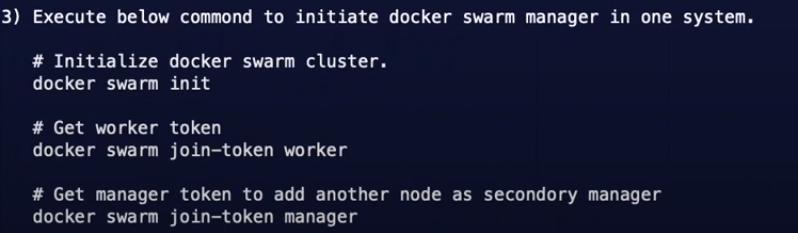 3) Execute below commond to initiate docker swarm manager in one system.
# Initialize docker swarm cluster.
docker swarm init
# Get worker token
docker swarm join-token worker
# Get manager token to add another node as secondory manager
docker swarm join-token manager